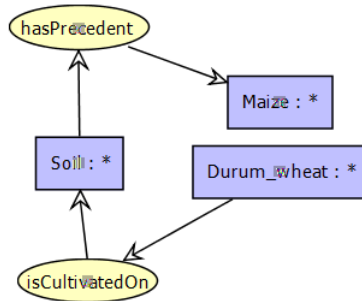 hasPrecedent
Maize : *
Soil : *
Durum_wheat : *
isCultivatedOn